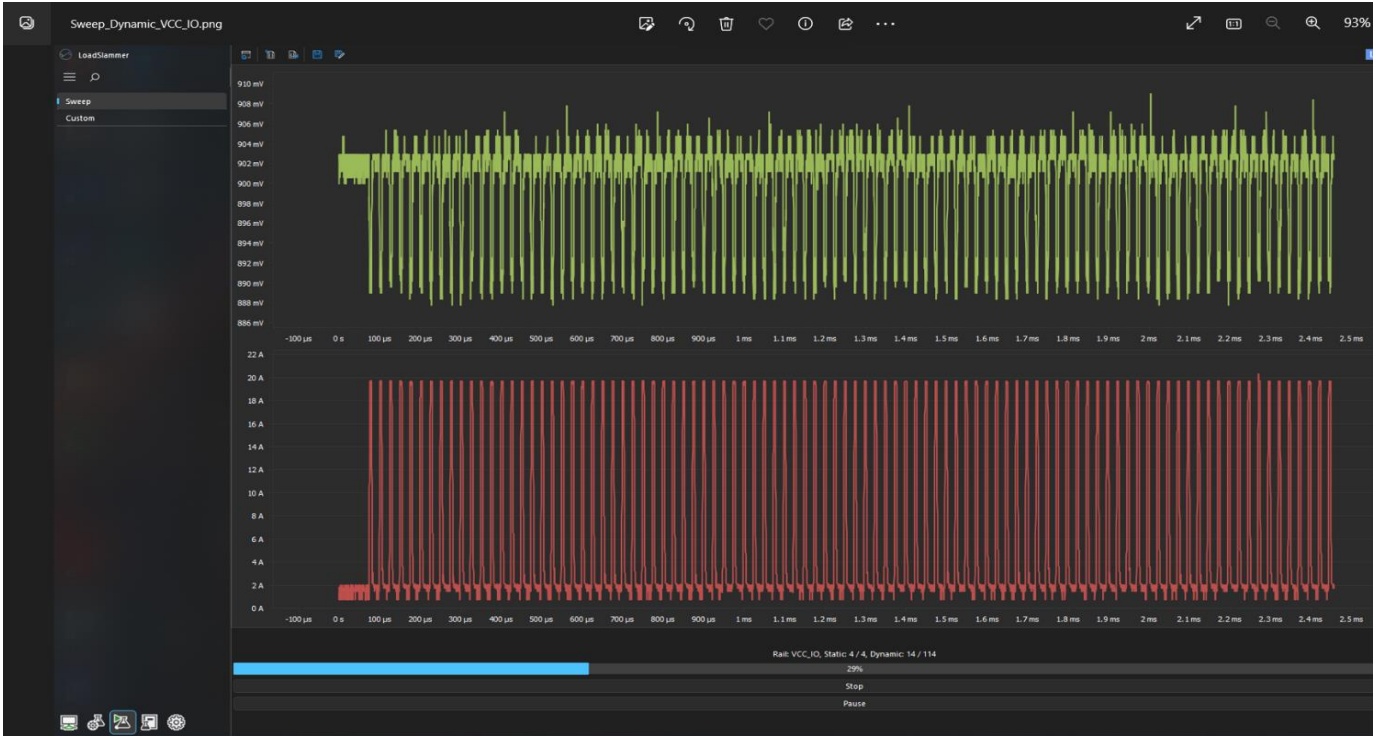 Sweep_Dynamic_VCC_IO.png
93%
LoadSlammer
Sweep
Custom
910 mV
908 mV
906 mV
904 mV
902 mV
900 mV
898 mV
896 mV
894 mV
892 mV
890 mV
888 mV
886 mV
-100 µs 0 s 100 µs 200 µs 300 µs 400 µs 500 µs 600 µs 700 µs 800 µs 900 µs 1 ms 1.1 ms 1.2 ms 1.3 ms 1.4 ms 1.5 ms 1.6 ms 1.7 ms 1.8 ms 1.9 ms 2 ms 2.1 ms 2.2 ms 2.3 ms 2.4 ms 2.5 ms
22 A
20 A
18 A
16 A
14 A
12 A
10 A
8 A
6 A
4 A
2 A
0 A
-100 µs 0 s 100 µs 200 µs 300 µs 400 µs 500 µs 600 µs 700 µs 800 µs 900 µs 1 ms 1.1 ms 1.2 ms 1.3 ms 1.4 ms 1.5 ms 1.6 ms 1.7 ms 1.8 ms 1.9 ms 2 ms 2.1 ms 2.2 ms 2.3 ms 2.4 ms 2.5 ms
Rail: VCC_IO, Static: 4 / 4, Dynamic: 14 / 114
29%
Stop
Pause